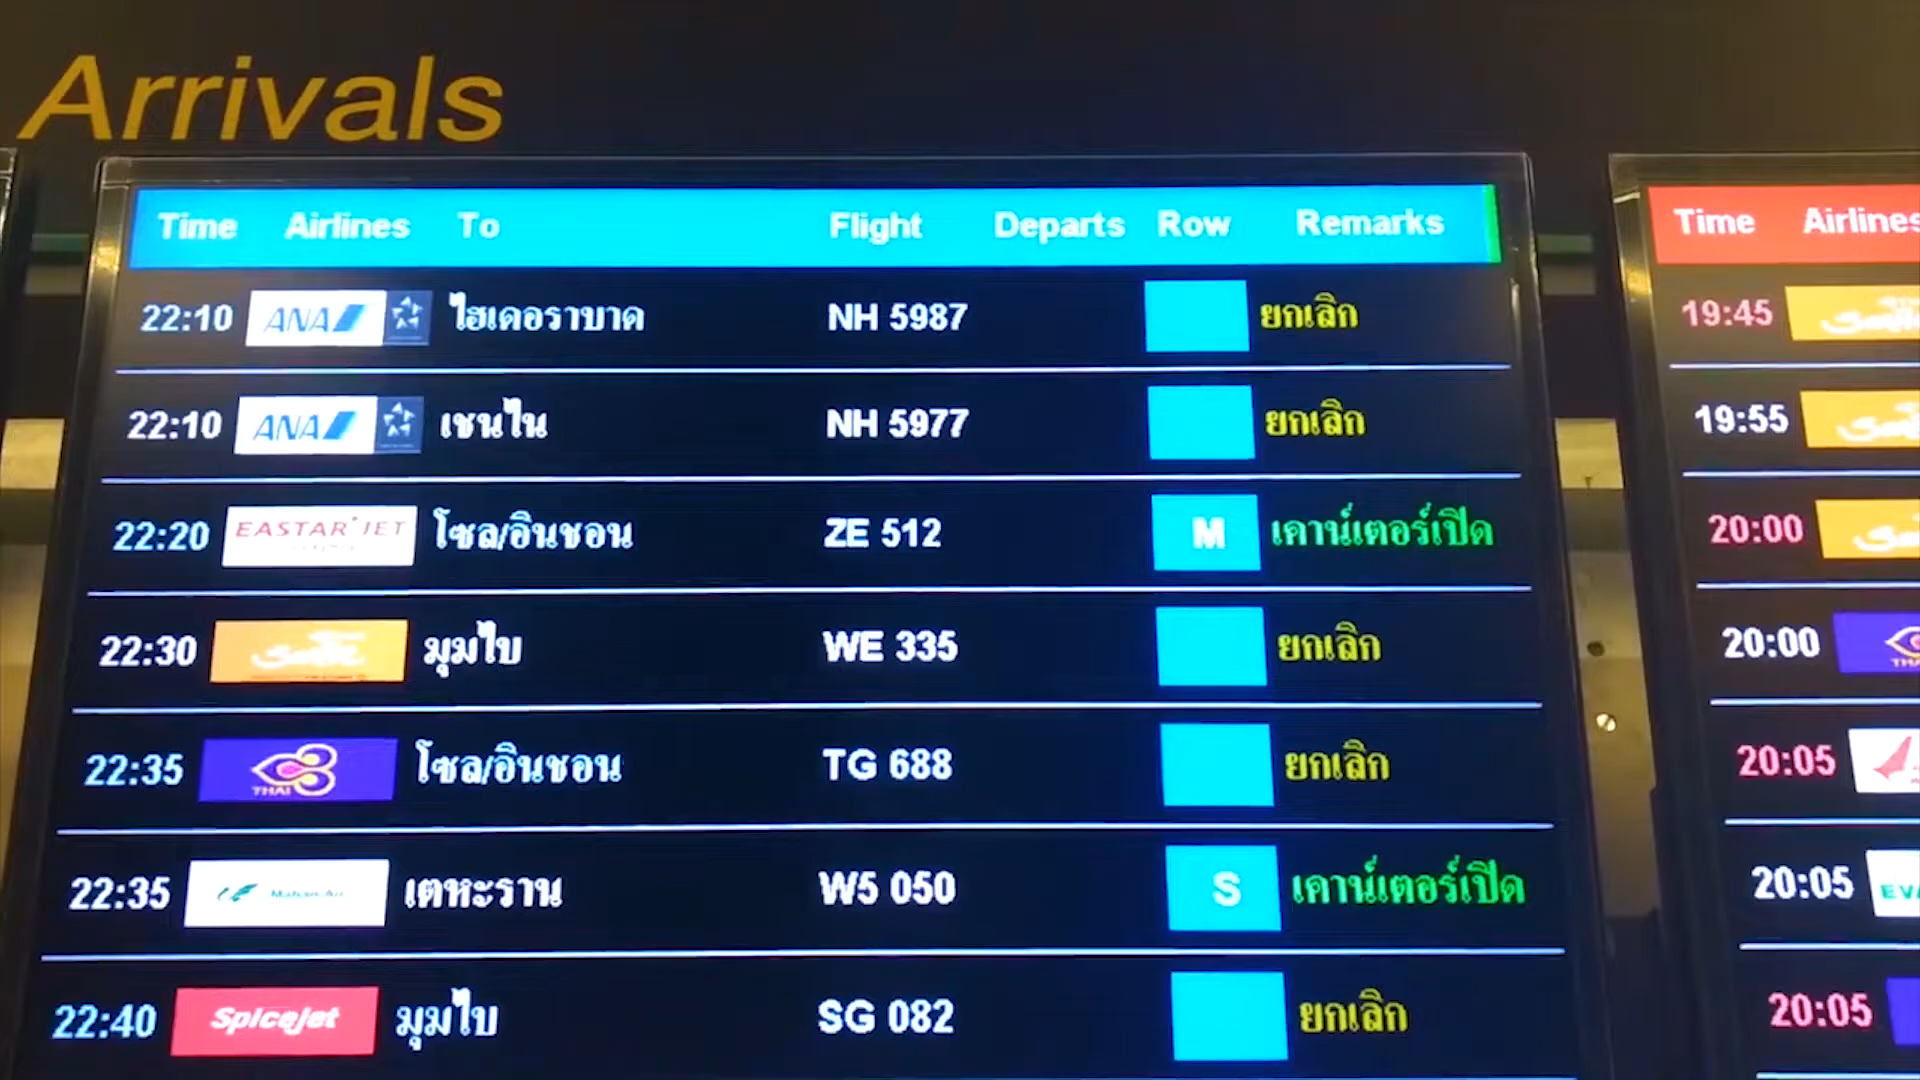 Arrivals
Time Airlines To Flight Departs Row Remarks
22:10 ANA ไฮเดอราบาด NH 5987 ยกเลิก
22:10 ANA เชนไน NH 5977 ยกเลิก
22:20 EASTAR JET โซล/อินชอน ZE 512 M เคาน์เตอร์เปิด
22:30 มุมไบ WE 335 ยกเลิก
22:35 THAI โซล/อินชอน TG 688 ยกเลิก
22:35 Mahan Air เตหะราน W5 050 S เคาน์เตอร์เปิด
22:40 Spicejet มุมไบ SG 082 ยกเลิก
Time Airlines
19:45
19:55
20:00
20:00
20:05
20:05 EVA
20:05